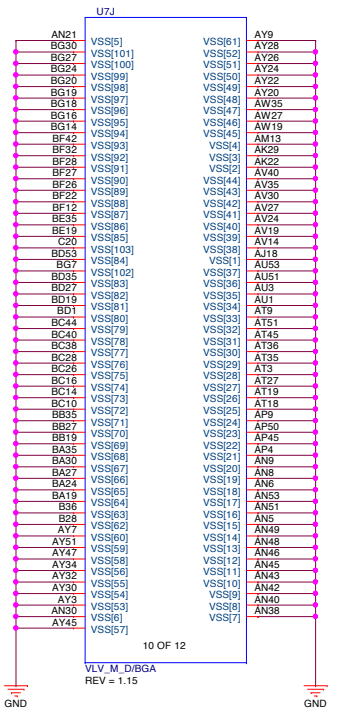 U7J
AN21 VSS[5] VSS[61] AY9
BG30 VSS[101] VSS[52] AY28
BG27 VSS[100] VSS[51] AY26
BG24 VSS[99] VSS[50] AY24
BG20 VSS[98] VSS[49] AY22
BG19 VSS[97] VSS[48] AY20
BG18 VSS[96] VSS[47] AW35
BG16 VSS[95] VSS[46] AW27
BG14 VSS[94] VSS[45] AW19
BF42 VSS[93] VSS[4] AM13
BF32 VSS[92] VSS[3] AK29
BF28 VSS[91] VSS[2] AK22
BF27 VSS[90] VSS[44] AV40
BF26 VSS[89] VSS[43] AV35
BF22 VSS[88] VSS[42] AV30
BF12 VSS[87] VSS[41] AV27
BE35 VSS[86] VSS[40] AV24
BE19 VSS[85] VSS[39] AV19
C20 VSS[103] VSS[38] AV14
BD53 VSS[84] VSS[1] AJ18
BG7 VSS[102] VSS[37] AU53
BD35 VSS[83] VSS[36] AU51
BD27 VSS[82] VSS[35] AU3
BD19 VSS[81] VSS[34] AU1
BD1 VSS[80] VSS[33] AT9
BC44 VSS[79] VSS[32] AT51
BC40 VSS[78] VSS[31] AT45
BC38 VSS[77] VSS[30] AT36
BC28 VSS[76] VSS[29] AT35
BC26 VSS[75] VSS[28] AT3
BC16 VSS[74] VSS[27] AT27
BC14 VSS[73] VSS[26] AT19
BC10 VSS[72] VSS[25] AT18
BB35 VSS[71] VSS[24] AP9
BB27 VSS[70] VSS[23] AP50
BB19 VSS[69] VSS[22] AP45
BA35 VSS[68] VSS[21] AP4
BA30 VSS[67] VSS[20] AN9
BA27 VSS[66] VSS[19] AN8
BA24 VSS[65] VSS[18] AN6
BA19 VSS[64] VSS[17] AN53
B36 VSS[63] VSS[16] AN51
B28 VSS[62] VSS[15] AN5
AY7 VSS[60] VSS[14] AN49
AY51 VSS[59] VSS[13] AN48
AY47 VSS[58] VSS[12] AN46
AY34 VSS[56] VSS[11] AN45
AY32 VSS[55] VSS[10] AN43
AY30 VSS[54] VSS[9] AN42
AY3 VSS[53] VSS[8] AN40
AN30 VSS[6] VSS[7] AN38
AY45 VSS[57]
10 OF 12
VLV_M_D/BGA
REV = 1.15
GND GND